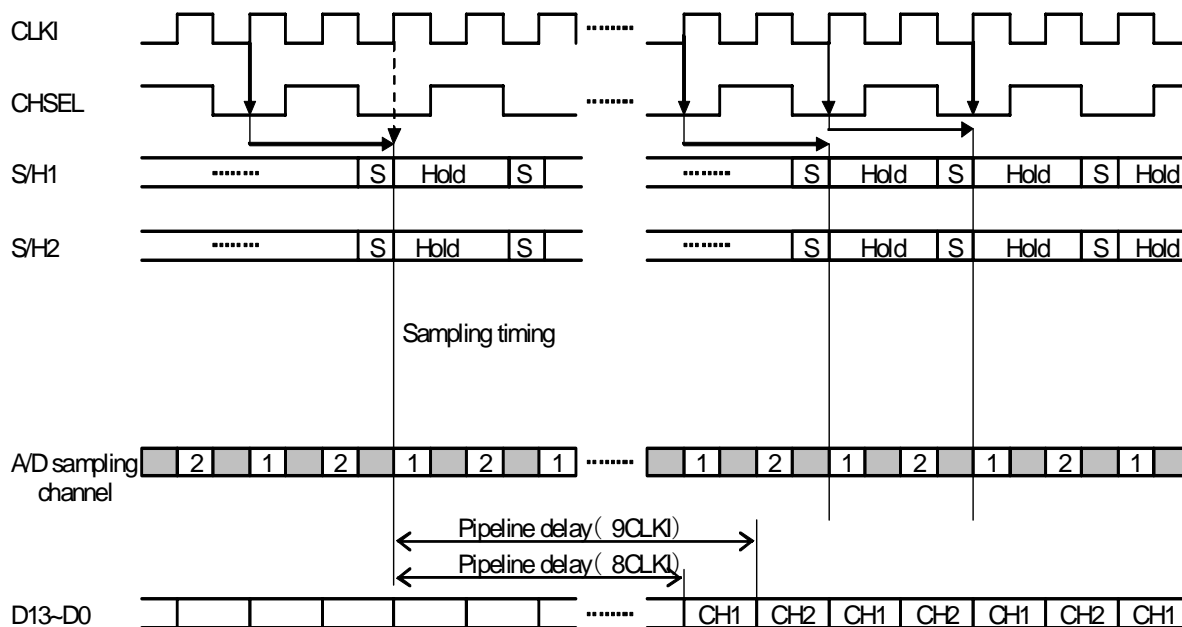 CLKI
CHSEL
S/H1 ········ S Hold S ········ S Hold S Hold S Hold
S/H2 ········ S Hold S ········ S Hold S Hold S Hold
Sampling timing
A/D sampling 2 1 2 1 2 1 ········ 1 2 1 2 1 2 1
channel
Pipeline delay( 9CLKI)
Pipeline delay( 8CLKI)
D13~D0 ········ CH1 CH2 CH1 CH2 CH1 CH2 CH1